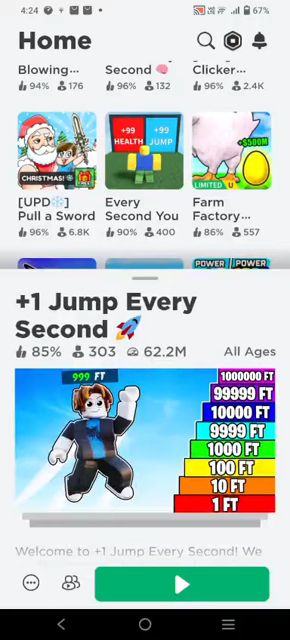 4:24
67%
Home
Blowing...
Second 🧠
Clicker...
94% 176
96% 132
96% 2.4K
CHRISTMAS!
+99 HEALTH
+99 JUMP
+$500M
LIMITED U
[UPD❄️]
Pull a Sword
Every
Second You
Farm
Factory...
96% 6.8K
90% 400
86% 557
POWER
+1 Jump Every
Second 🚀
85% 303 62.2M
All Ages
999 FT
1000000 FT
99999 FT
10000 FT
9999 FT
1000 FT
100 FT
10 FT
1 FT
Welcome to +1 Jump Every Second! We